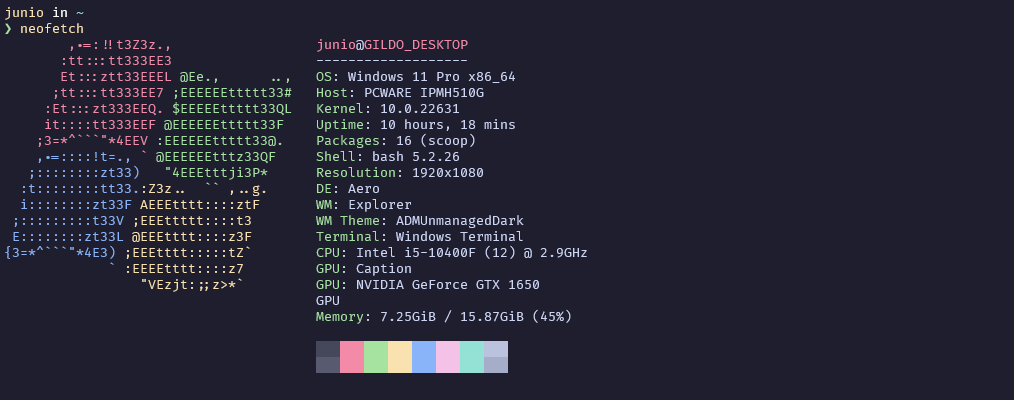 junio in ~
❯ neofetch
        ,.=:!!t3Z3z.,                  junio@GILDO_DESKTOP
       :tt:::tt333EE3                  -------------------
       Et:::ztt33EEEL @Ee.,      ..,   OS: Windows 11 Pro x86_64
      ;tt:::tt333EE7 ;EEEEEEttttt33#   Host: PCWARE IPMH510G
     :Et:::zt333EEQ. $EEEEEttttt33QL   Kernel: 10.0.22631
     it::::tt333EEF @EEEEEEttttt33F    Uptime: 10 hours, 18 mins
    ;3=*^```"*4EEV :EEEEEEttttt33@.    Packages: 16 (scoop)
    ,.=::::!t=., ` @EEEEEEtttz33QF     Shell: bash 5.2.26
   ;::::::::zt33)   "4EEEtttji3P*      Resolution: 1920x1080
  :t::::::::tt33.:Z3z..  `` ,..g.      DE: Aero
  i::::::::zt33F AEEEtttt::::ztF       WM: Explorer
 ;:::::::::t33V ;EEEttttt::::t3        WM Theme: ADMUnmanagedDark
 E::::::::zt33L @EEEtttt::::z3F        Terminal: Windows Terminal
{3=*^```"*4E3) ;EEEtttt:::::tZ`        CPU: Intel i5-10400F (12) @ 2.9GHz
             ` :EEEEtttt::::z7         GPU: Caption
                 "VEzjt:;;z>*`         GPU: NVIDIA GeForce GTX 1650
                                       GPU
                                       Memory: 7.25GiB / 15.87GiB (45%)